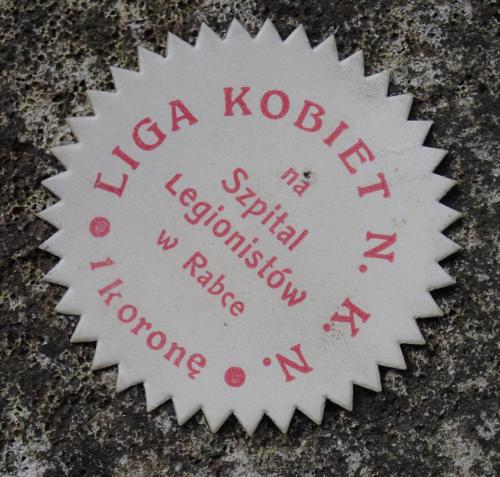 LIGA KOBIET N. K. N.
na
Szpital
Legionistów
w Rabce
1 koronę